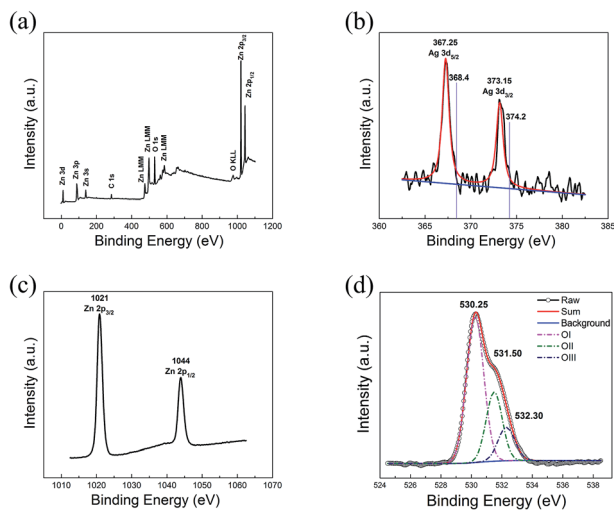 (a)
Intensity (a.u.)
Zn 3d
Zn 3p
Zn 3s
C 1s
Zn LMM
Zn LMM
O 1s
Zn LMM
O KLL
Zn 2p3/2
Zn 2p1/2
0 200 400 600 800 1000 1200
Binding Energy (eV)
(b)
Intensity (a.u.)
367.25
Ag 3d5/2
368.4
373.15
Ag 3d3/2
374.2
360 365 370 375 380 385
Binding Energy (eV)
(c)
Intensity (a.u.)
1021
Zn 2p3/2
1044
Zn 2p1/2
1010 1020 1030 1040 1050 1060 1070
Binding Energy (eV)
(d)
Intensity (a.u.)
530.25
531.50
532.30
Raw
Sum
Background
OI
OII
OIII
524 526 528 530 532 534 536 538
Binding Energy (eV)